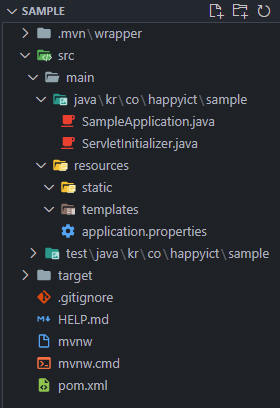 SAMPLE
.mvn\wrapper
src
main
java\kr\co\happyict\sample
SampleApplication.java
ServletInitializer.java
resources
static
templates
application.properties
test\java\kr\co\happyict\sample
target
.gitignore
HELP.md
mvnw
mvnw.cmd
pom.xml